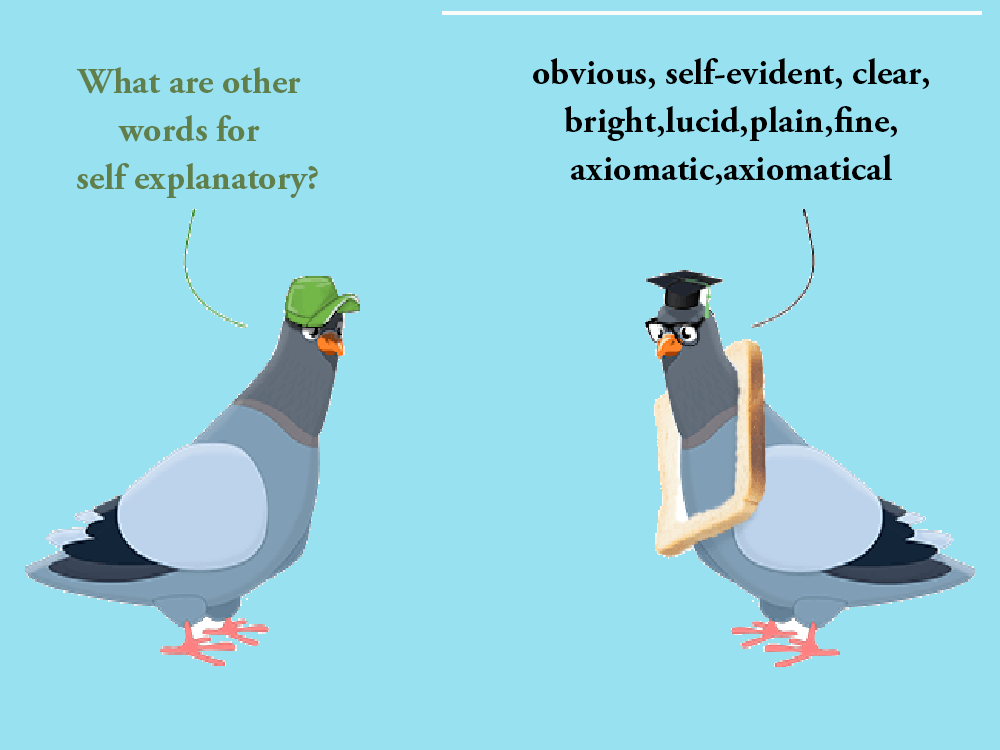 What are other
words for
self explanatory?
obvious, self-evident, clear,
bright,lucid,plain,fine,
axiomatic,axiomatical